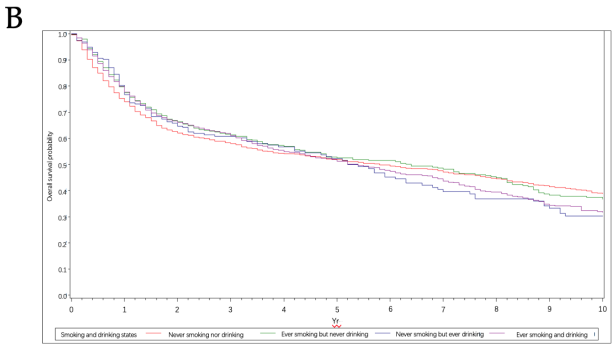 B
1.0
0.9
0.8
0.7
0.6
0.5
0.4
0.3
0.2
0.1
0.0
Overall survival probability
0 1 2 3 4 5 6 7 8 9 10
Yr
Smoking and drinking states Never smoking nor drinking Ever smoking but never drinking Never smoking but ever drinking Ever smoking and drinking